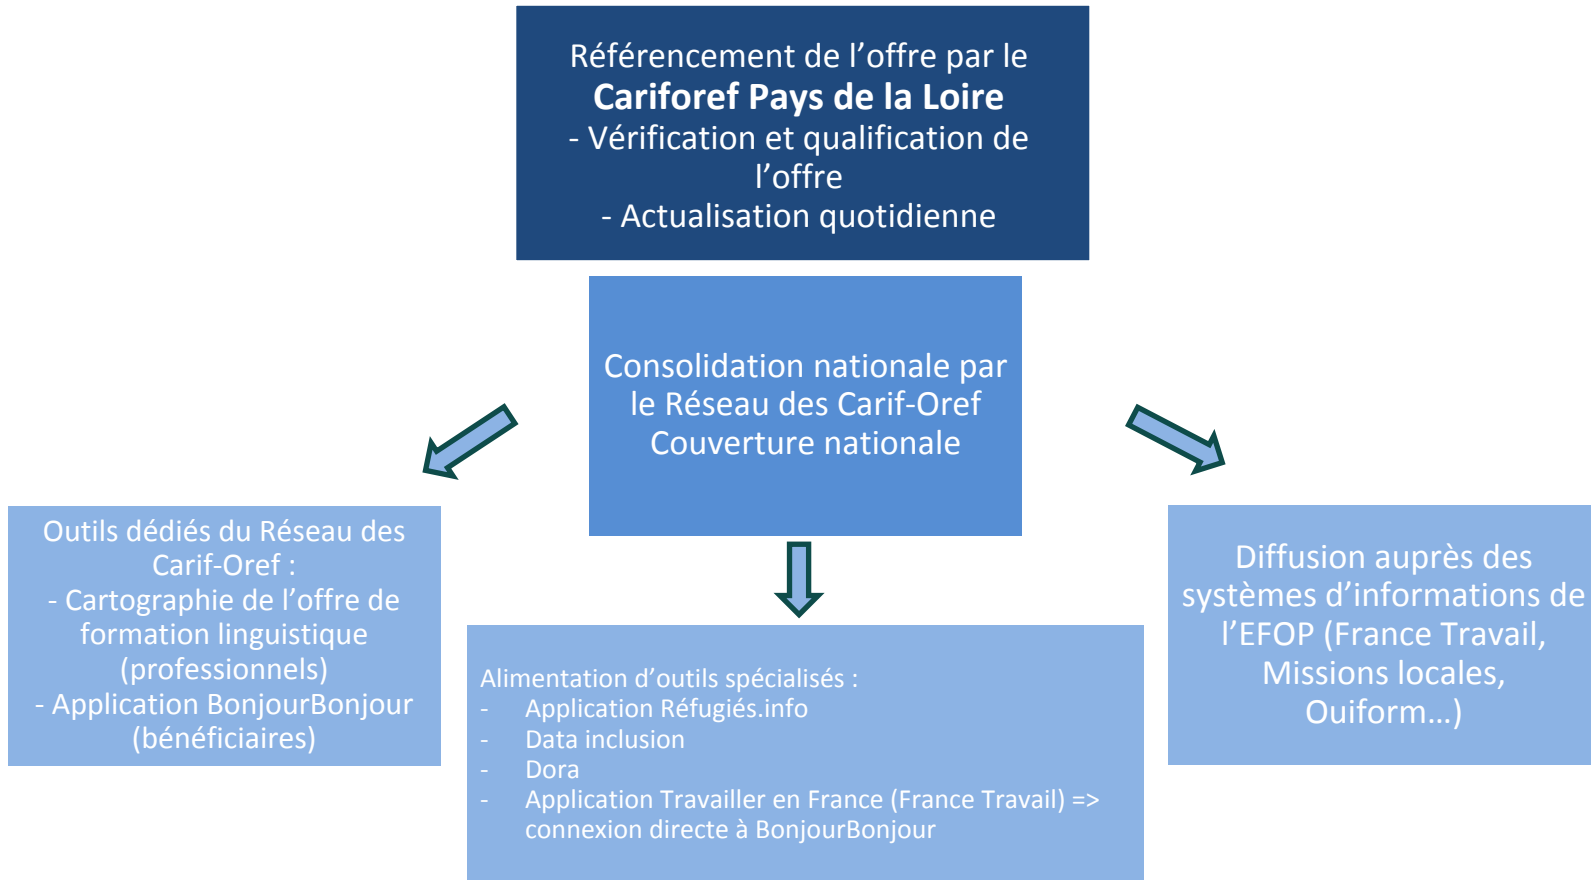 Référencement de l’offre par le
Cariforef Pays de la Loire
- Vérification et qualification de
l’offre
- Actualisation quotidienne
Consolidation nationale par
le Réseau des Carif-Oref
Couverture nationale
Outils dédiés du Réseau des
Carif-Oref :
- Cartographie de l’offre de
formation linguistique
(professionnels)
- Application BonjourBonjour
(bénéficiaires)
Alimentation d’outils spécialisés :
- Application Réfugiés.info
- Data inclusion
- Dora
- Application Travailler en France (France Travail) =>
connexion directe à BonjourBonjour
Diffusion auprès des
systèmes d’informations de
l’EFOP (France Travail,
Missions locales,
Ouiform…)